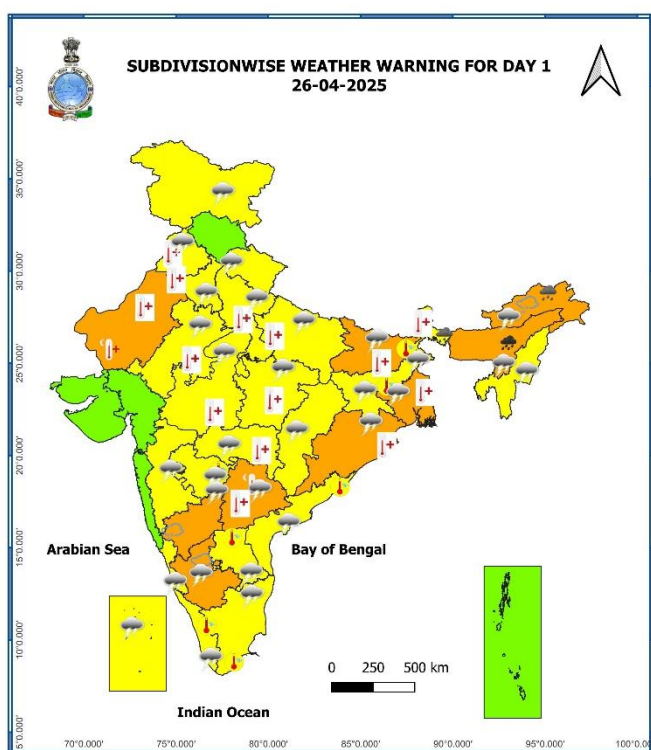 SUBDIVISIONWISE WEATHER WARNING FOR DAY 1
26-04-2025
40°0.000'
35°0.000'
30°0.000'
25°0.000'
20°0.000'
15°0.000'
10°0.000'
5°0.000'
Arabian Sea
Bay of Bengal
0 250 500 km
Indian Ocean
70°0.000' 75°0.000' 80°0.000' 85°0.000' 90°0.000' 95°0.000' 100°0.00